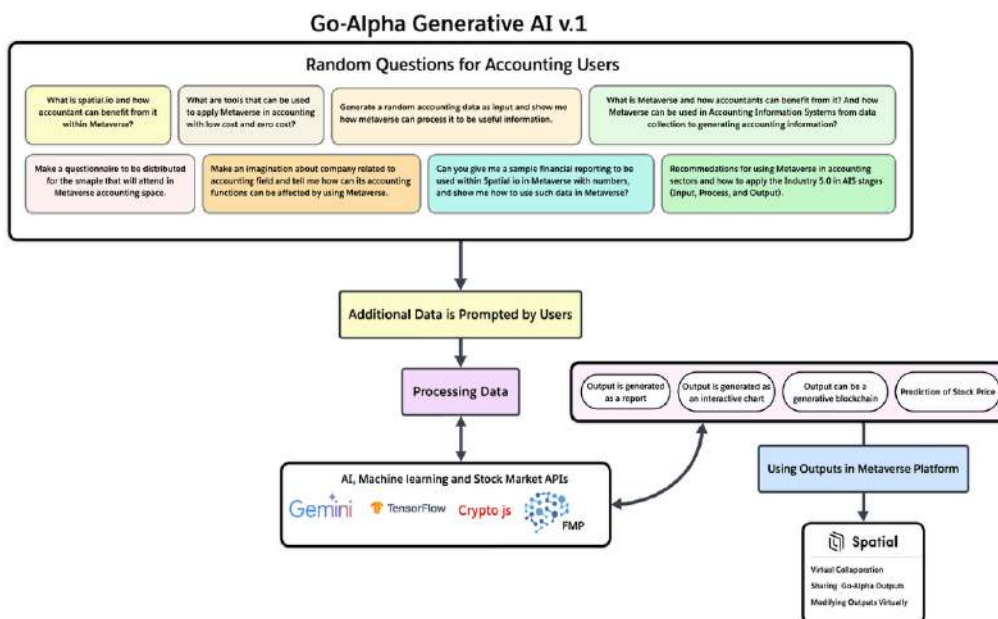 Go-Alpha Generative AI v.1
Random Questions for Accounting Users
What is spatial.io and how
accountant can benefit from it
within Metaverse?
What are tools that can be used
to apply Metaverse in accounting
with low cost and zero cost?
Generate a random accounting data as input and show me
how metaverse can process it to be useful information.
What is Metaverse and how accountants can benefit from it? And how
Metaverse can be used in Accounting Information Systems from data
collection to generating accounting information?
Make a questionnaire to be distributed
for the smaple that will attend in
Metaverse accounting space.
Make an imagination about company related to
accounting field and tell me how can its accounting
functions can be affected by using Metaverse.
Can you give me a sample financial reporting to be
used within Spatial io in Metaverse with numbers,
and show me how to use such data in Metverse?
Recommendations for using Metaverse in accounting
sectors and how to apply the Industry 5.0 in AIS stages
(Input, Process, and Output).
Additional Data is Prompted by Users
Processing Data
AI, Machine learning and Stock Market APIs
Gemini
TensorFlow
Crypto js
FMP
Output is generated
as a report
Output is generated as
an interactive chart
Output can be a
generative blockchain
Prediction of Stock Price
Using Outputs in Metaverse Platform
Spatial
Virtual Collaporation
Sharing Go-Alpha Outputs
Modifying Outputs Virtually